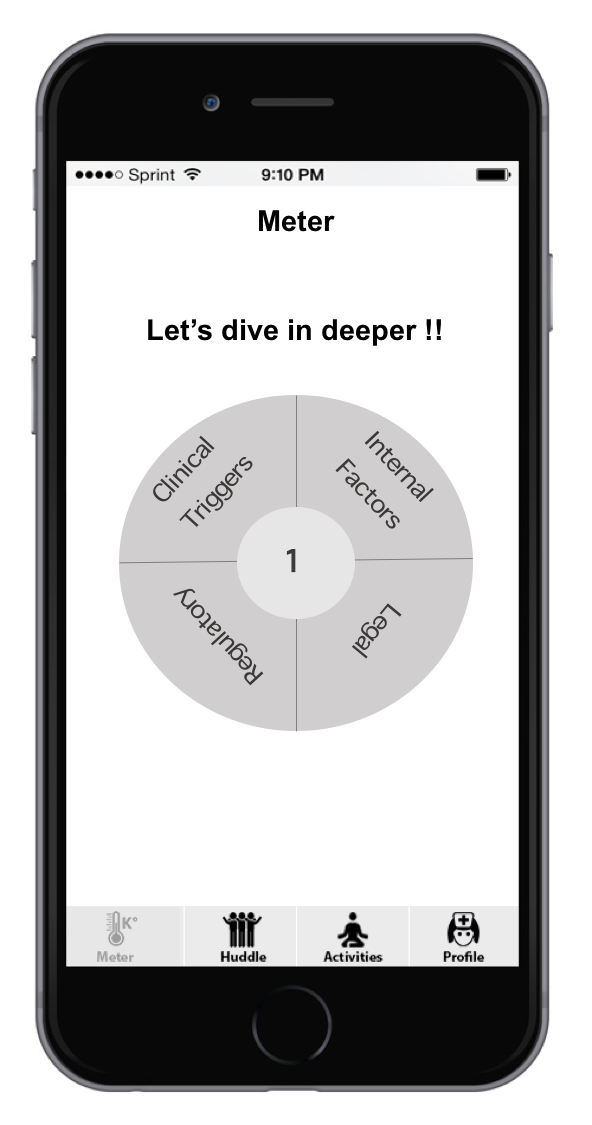 Sprint 9:10 PM
Meter
Let’s dive in deeper !!
Clinical
Triggers
Internal
Factors
1
Regulatory
Legal
K°
Meter
Huddle
Activities
Profile